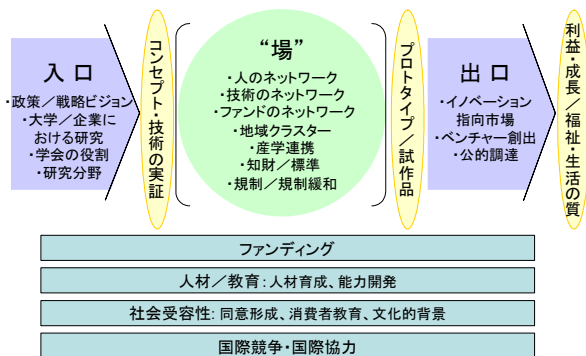 入 口
・政策／戦略ビジョン
・大学／企業に
おける研究
・学会の役割
・研究分野
コンセプト・技術の実証
“場”
・人のネットワーク
・技術のネットワーク
・ファンドのネットワーク
・地域クラスター
・産学連携
・知財／標準
・規制／規制緩和
プロトタイプ／試作品
出 口
・イノベーション
指向市場
・ベンチャー創出
・公的調達
利益・成長／福祉・生活の質
ファンディング
人材／教育：人材育成、能力開発
社会受容性: 同意形成、消費者教育、文化的背景
国際競争・国際協力